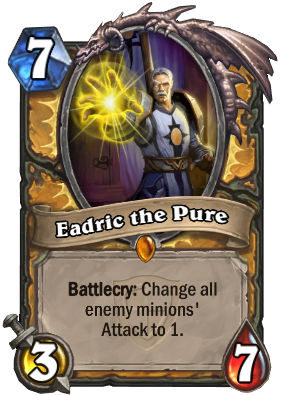 7
Eadric the Pure
Battlecry: Change all
enemy minions'
Attack to 1.
3
7